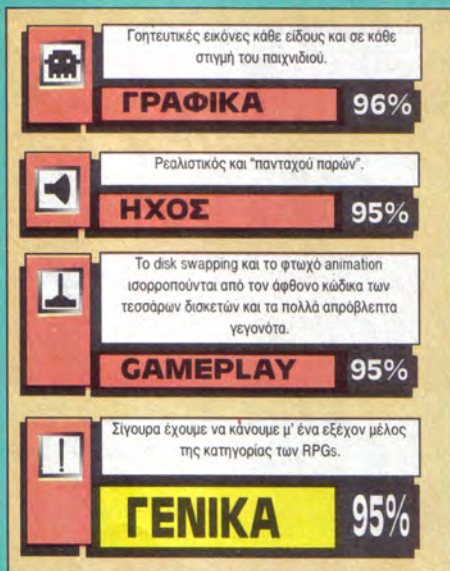 Γοητευτικές εικόνες κάθε είδους και σε κάθε
στιγμή του παιχνιδιού.
ΓΡΑΦΙΚΑ 96%
Ρεαλιστικός και "πανταχού παρών".
ΗΧΟΣ 95%
Το disk swapping και το φτωχό animation
ισορροπούνται από τον άφθονο κώδικα των
τεσσάρων δισκετών και τα πολλά απρόβλεπτα
γεγονότα.
GAMEPLAY 95%
Σίγουρα έχουμε να κάνουμε μ' ένα εξέχον μέλος
της κατηγορίας των RPGs.
ΓΕΝΙΚΑ 95%